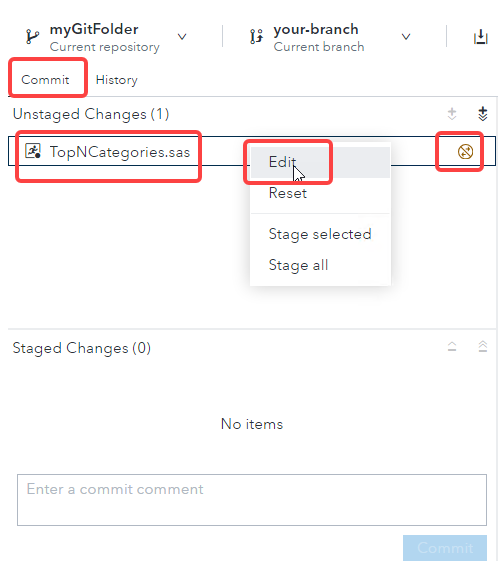 myGitFolder
Current repository
your-branch
Current branch
Commit
History
Unstaged Changes (1)
TopNCategories.sas
Edit
Reset
Stage selected
Stage all
Staged Changes (0)
No items
Enter a commit comment
Commit